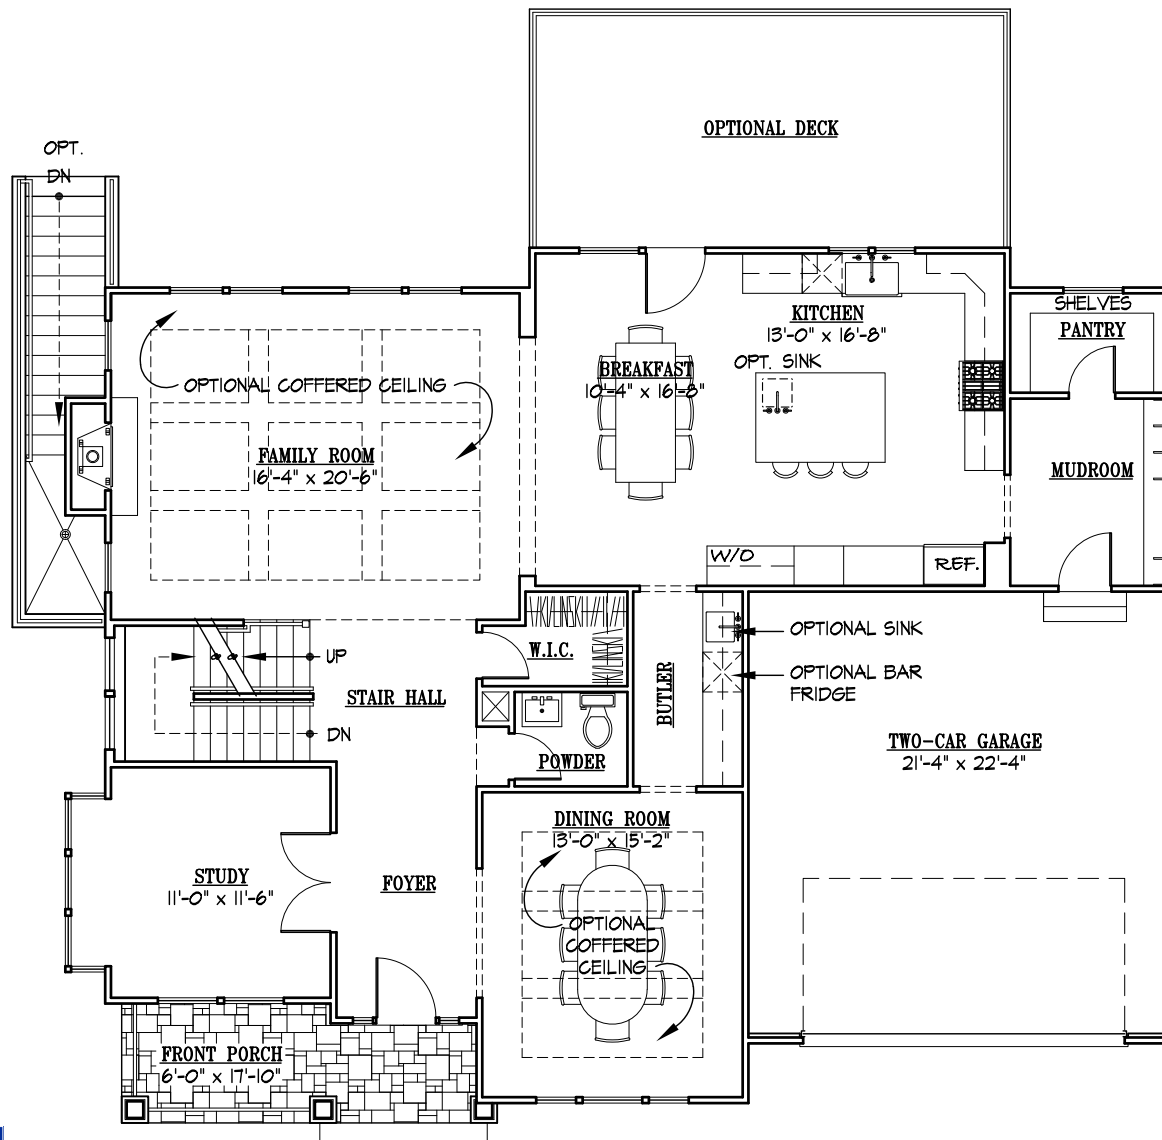 OPTIONAL DECK
OPT.
DN
SHELVES
PANTRY
KITCHEN
13'-0" x 16'-8"
OPT. SINK
BREAKFAST
10'-4" x 16'-8"
OPTIONAL COFFERED CEILING
FAMILY ROOM
16'-4" x 20'-6"
MUDROOM
W/O
REF.
OPTIONAL SINK
OPTIONAL BAR
FRIDGE
W.I.C.
UP
STAIR HALL
BUTLER
DN
POWDER
TWO-CAR GARAGE
21'-4" x 22'-4"
DINING ROOM
13'-0" x 15'-2"
STUDY
11'-0" x 11'-6"
FOYER
OPTIONAL
COFFERED
CEILING
FRONT PORCH
6'-0" x 17'-10"